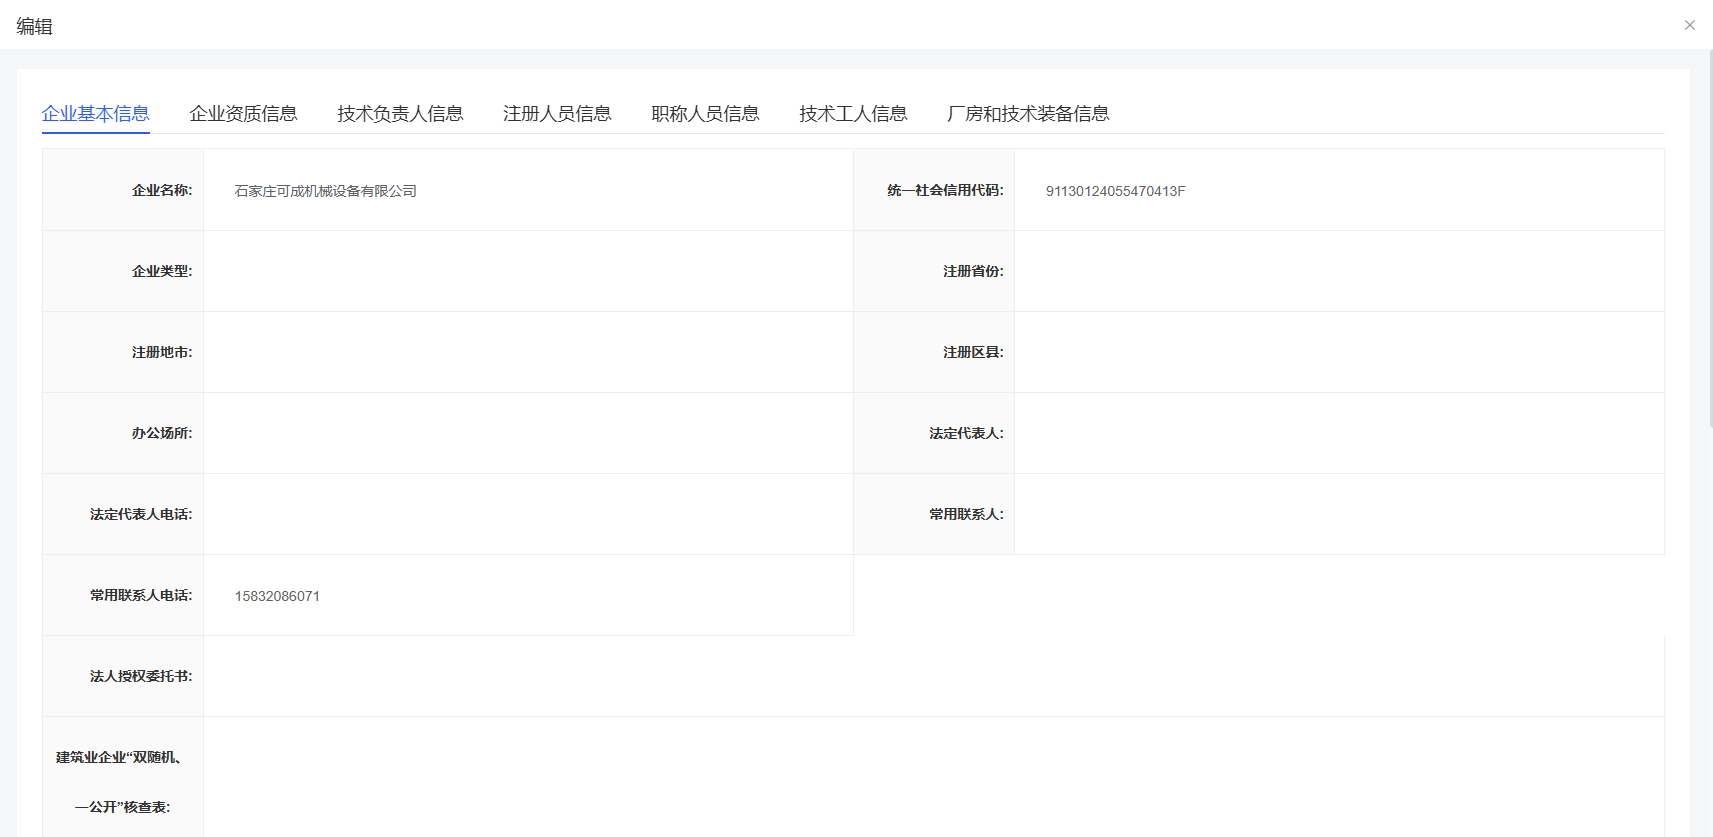 编辑
企业基本信息 企业资质信息 技术负责人信息 注册人员信息 职称人员信息 技术工人信息 厂房和技术装备信息
企业名称: 石家庄可成机械设备有限公司 统一社会信用代码: 91130124055470413F
企业类型: 注册省份:
注册地市: 注册区县:
办公场所: 法定代表人:
法定代表人电话: 常用联系人:
常用联系人电话: 15832086071
法人授权委托书:
建筑业企业“双随机、
一公开”核查表: